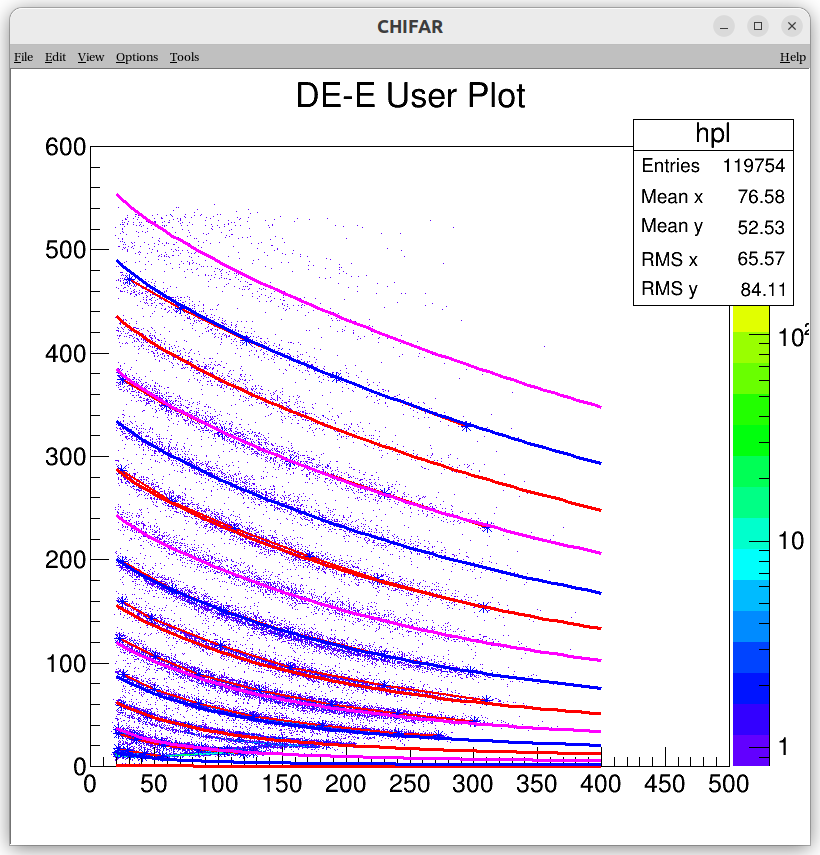 CHIFAR
File Edit View Options Tools Help
DE-E User Plot
hpl
Entries 119754
Mean x 76.58
Mean y 52.53
RMS x 65.57
RMS y 84.11
600
500
400
300
200
100
0
0 50 100 150 200 250 300 350 400 450 500
10²
10
1